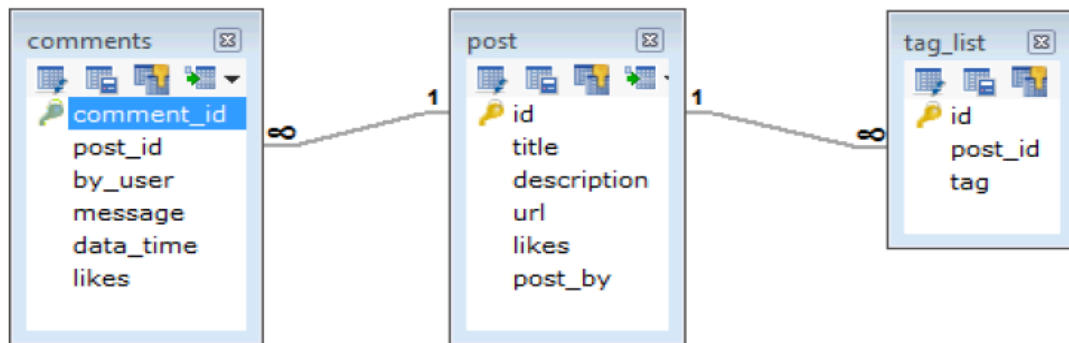 comments
comment_id
post_id
by_user
message
data_time
likes
∞
1
post
id
title
description
url
likes
post_by
1
∞
tag_list
id
post_id
tag